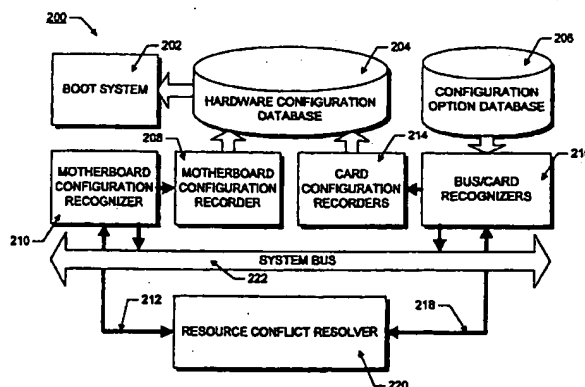 200
202
BOOT SYSTEM
204
HARDWARE CONFIGURATION
DATABASE
206
CONFIGURATION
OPTION DATABASE
208
MOTHERBOARD
CONFIGURATION
RECORDER
214
CARD
CONFIGURATION
RECORDERS
MOTHERBOARD
CONFIGURATION
RECOGNIZER
210
BUS/CARD
RECOGNIZERS
SYSTEM BUS
222
212
218
RESOURCE CONFLICT RESOLVER
220